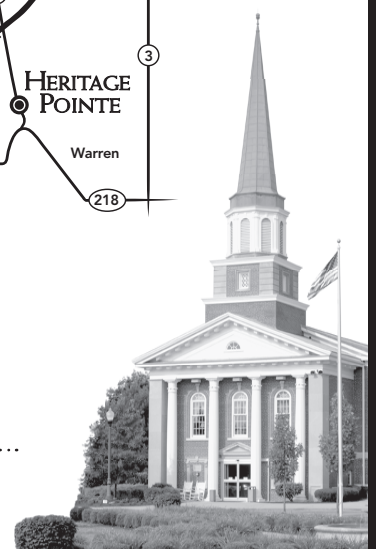 3
HERITAGE
POINTE
Warren
218
...